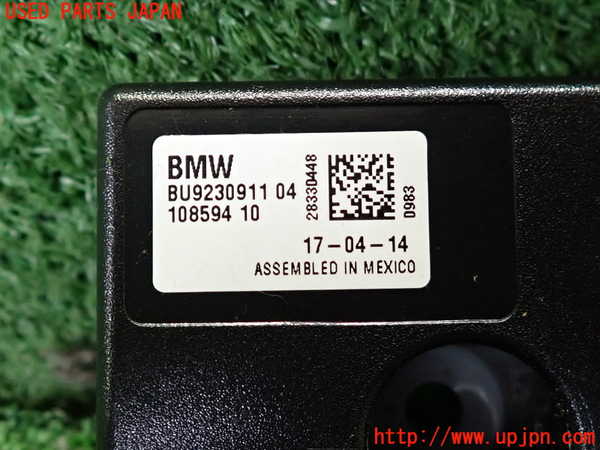 USED PARTS JAPAN
BMW
BU9230911 04
108594 10
28330448
0983
17-04-14
ASSEMBLED IN MEXICO
http://www.upjpn.com/